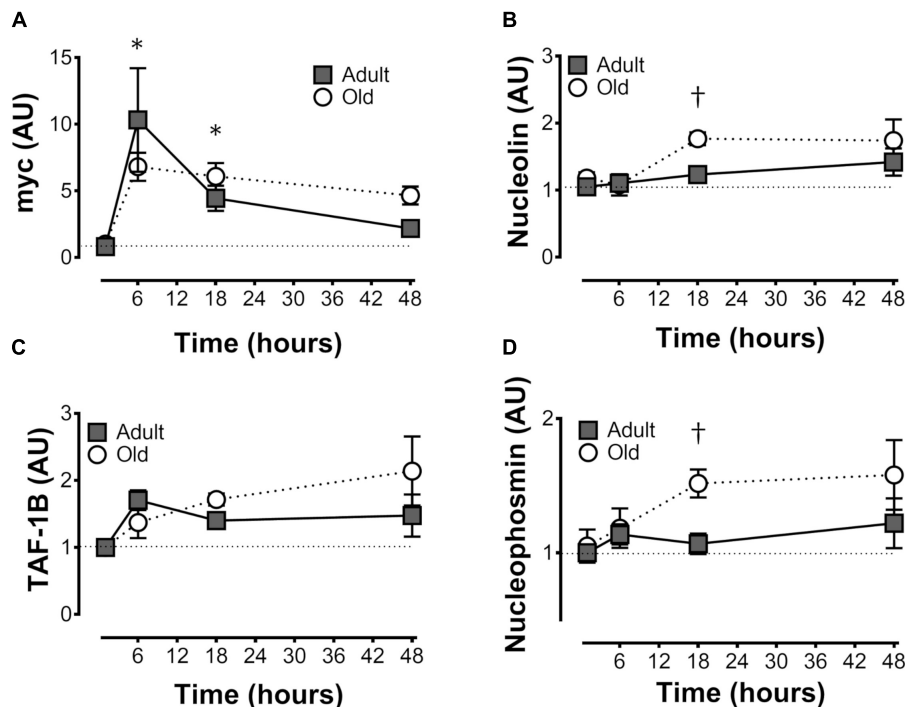 A
myc (AU)
15
10
5
0
*
*
Adult
Old
6 12 18 24 30 36 42 48
Time (hours)
B
Nucleolin (AU)
3
2
1
0
†
Adult
Old
6 12 18 24 30 36 42 48
Time (hours)
C
TAF-1B (AU)
3
2
1
0
Adult
Old
6 12 18 24 30 36 42 48
Time (hours)
D
Nucleophosmin (AU)
2
1
†
Adult
Old
6 12 18 24 30 36 42 48
Time (hours)